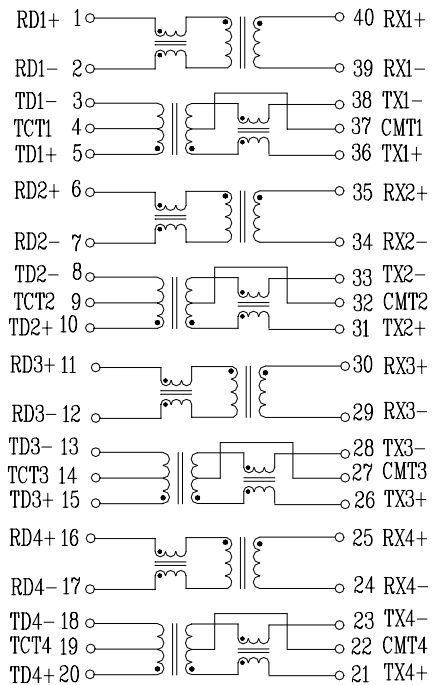 RD1+ 1 40 RX1+
RD1- 2 39 RX1-
TD1- 3 38 TX1-
TCT1 4 37 CMT1
TD1+ 5 36 TX1+
RD2+ 6 35 RX2+
RD2- 7 34 RX2-
TD2- 8 33 TX2-
TCT2 9 32 CMT2
TD2+ 10 31 TX2+
RD3+ 11 30 RX3+
RD3- 12 29 RX3-
TD3- 13 28 TX3-
TCT3 14 27 CMT3
TD3+ 15 26 TX3+
RD4+ 16 25 RX4+
RD4- 17 24 RX4-
TD4- 18 23 TX4-
TCT4 19 22 CMT4
TD4+ 20 21 TX4+